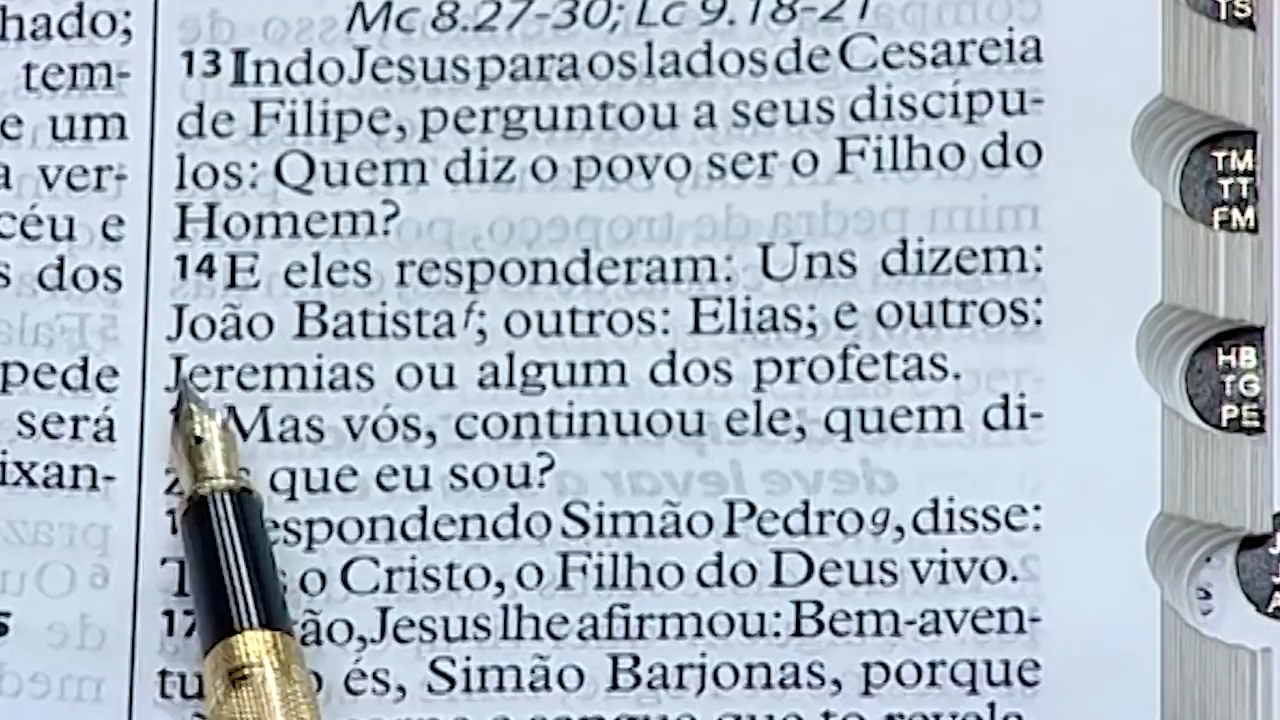 hado;
tem-
e um
a ver-
céu e
s dos
pede
será
ixan-
Mc 8.27-30; Lc 9.18-21
13 Indo Jesus para os lados de Cesareia
de Filipe, perguntou a seus discípu-
los: Quem diz o povo ser o Filho do
Homem?
14 E eles responderam: Uns dizem:
João Batista f; outros: Elias; e outros:
Jeremias ou algum dos profetas.
Mas vós, continuou ele, quem di-
que eu sou?
espondendo Simão Pedro g, disse:
o Cristo, o Filho do Deus vivo.
17 ão, Jesus lhe afirmou: Bem-aven-
tu o és, Simão Barjonas, porque
TS
TM
TT
FM
HB
TG
PE